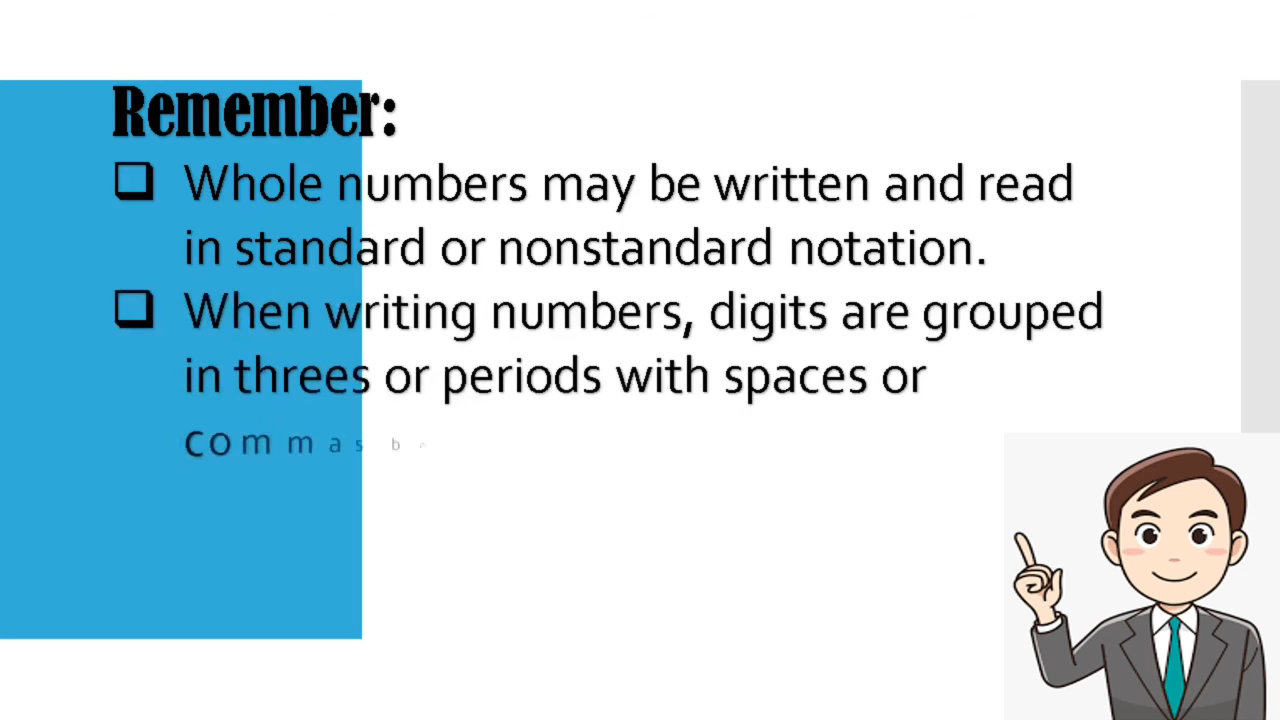 Remember:
Whole numbers may be written and read
in standard or nonstandard notation.
When writing numbers, digits are grouped
in threes or periods with spaces or
commas